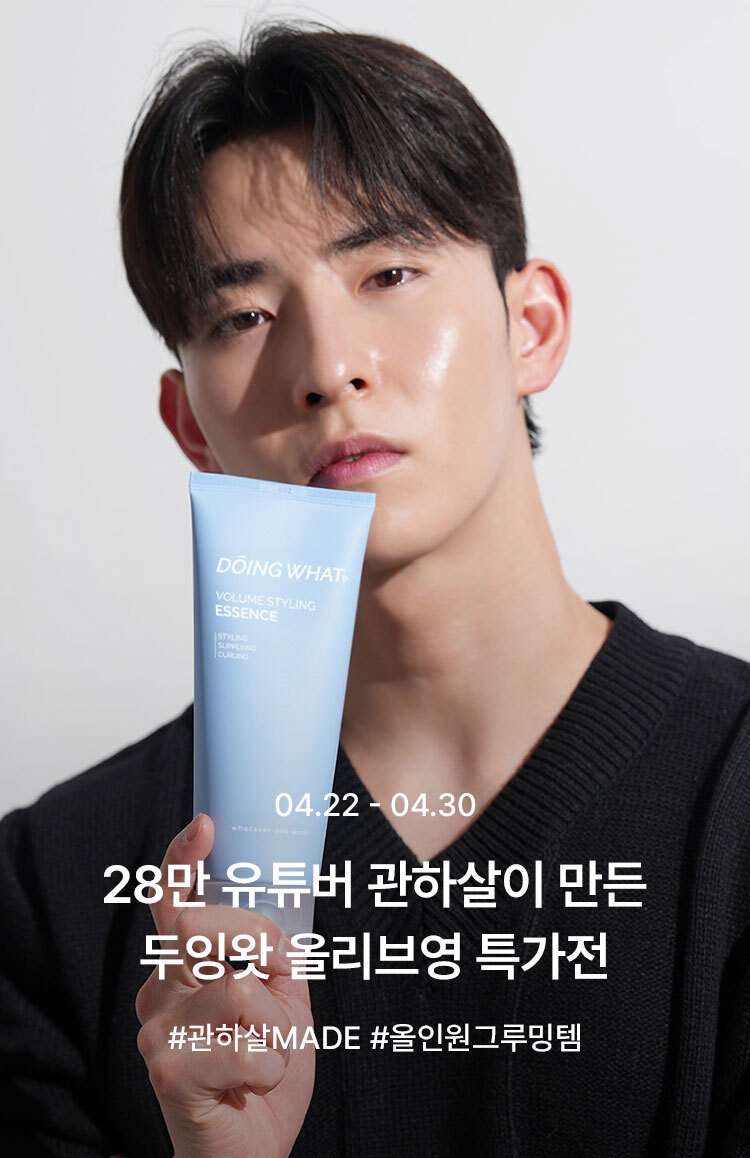 DŌING WHAT
VOLUME STYLING
ESSENCE
STYLING
SUPPLYING
CURLING
whatever you want
04.22 - 04.30
28만 유튜버 관하살이 만든
두잉왓 올리브영 특가전
#관하살MADE #올인원그루밍템